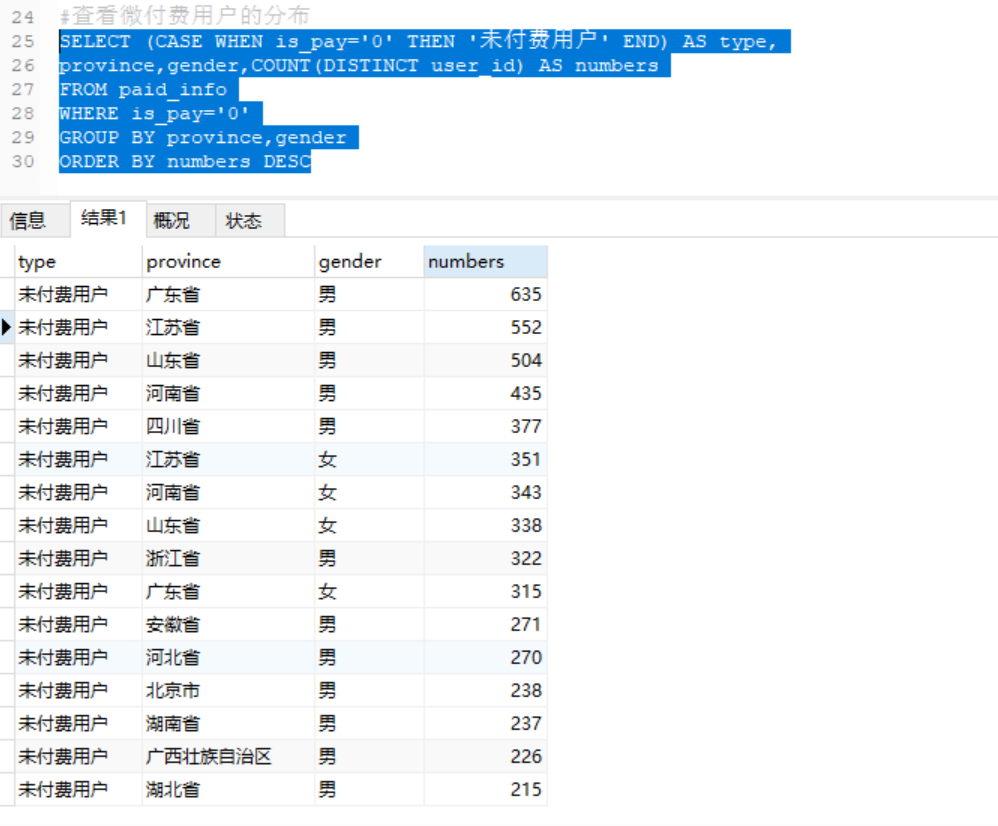 24 #查看微付费用户的分布
25 SELECT (CASE WHEN is_pay='0' THEN '未付费用户' END) AS type,
26 province,gender,COUNT(DISTINCT user_id) AS numbers
27 FROM paid_info
28 WHERE is_pay='0'
29 GROUP BY province,gender
30 ORDER BY numbers DESC
信息 结果1 概况 状态
type province gender numbers
未付费用户 广东省 男 635
未付费用户 江苏省 男 552
未付费用户 山东省 男 504
未付费用户 河南省 男 435
未付费用户 四川省 男 377
未付费用户 江苏省 女 351
未付费用户 河南省 女 343
未付费用户 山东省 女 338
未付费用户 浙江省 男 322
未付费用户 广东省 女 315
未付费用户 安徽省 男 271
未付费用户 河北省 男 270
未付费用户 北京市 男 238
未付费用户 湖南省 男 237
未付费用户 广西壮族自治区 男 226
未付费用户 湖北省 男 215